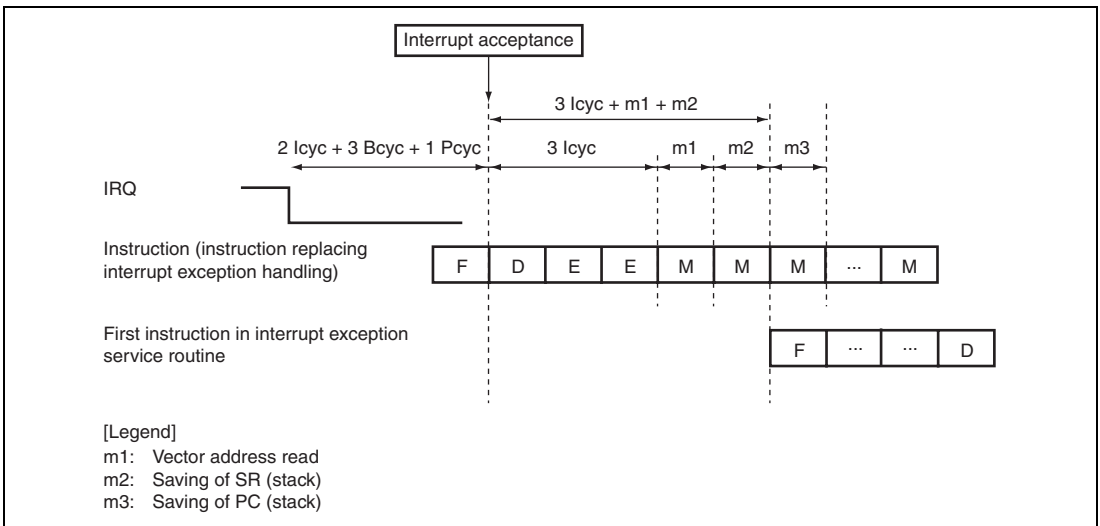 Interrupt acceptance
3 Icyc + m1 + m2
2 Icyc + 3 Bcyc + 1 Pcyc 3 Icyc m1 m2 m3
IRQ
Instruction (instruction replacing
interrupt exception handling)
F D E E M M M ... M
First instruction in interrupt exception
service routine
F ... ... D
[Legend]
m1: Vector address read
m2: Saving of SR (stack)
m3: Saving of PC (stack)